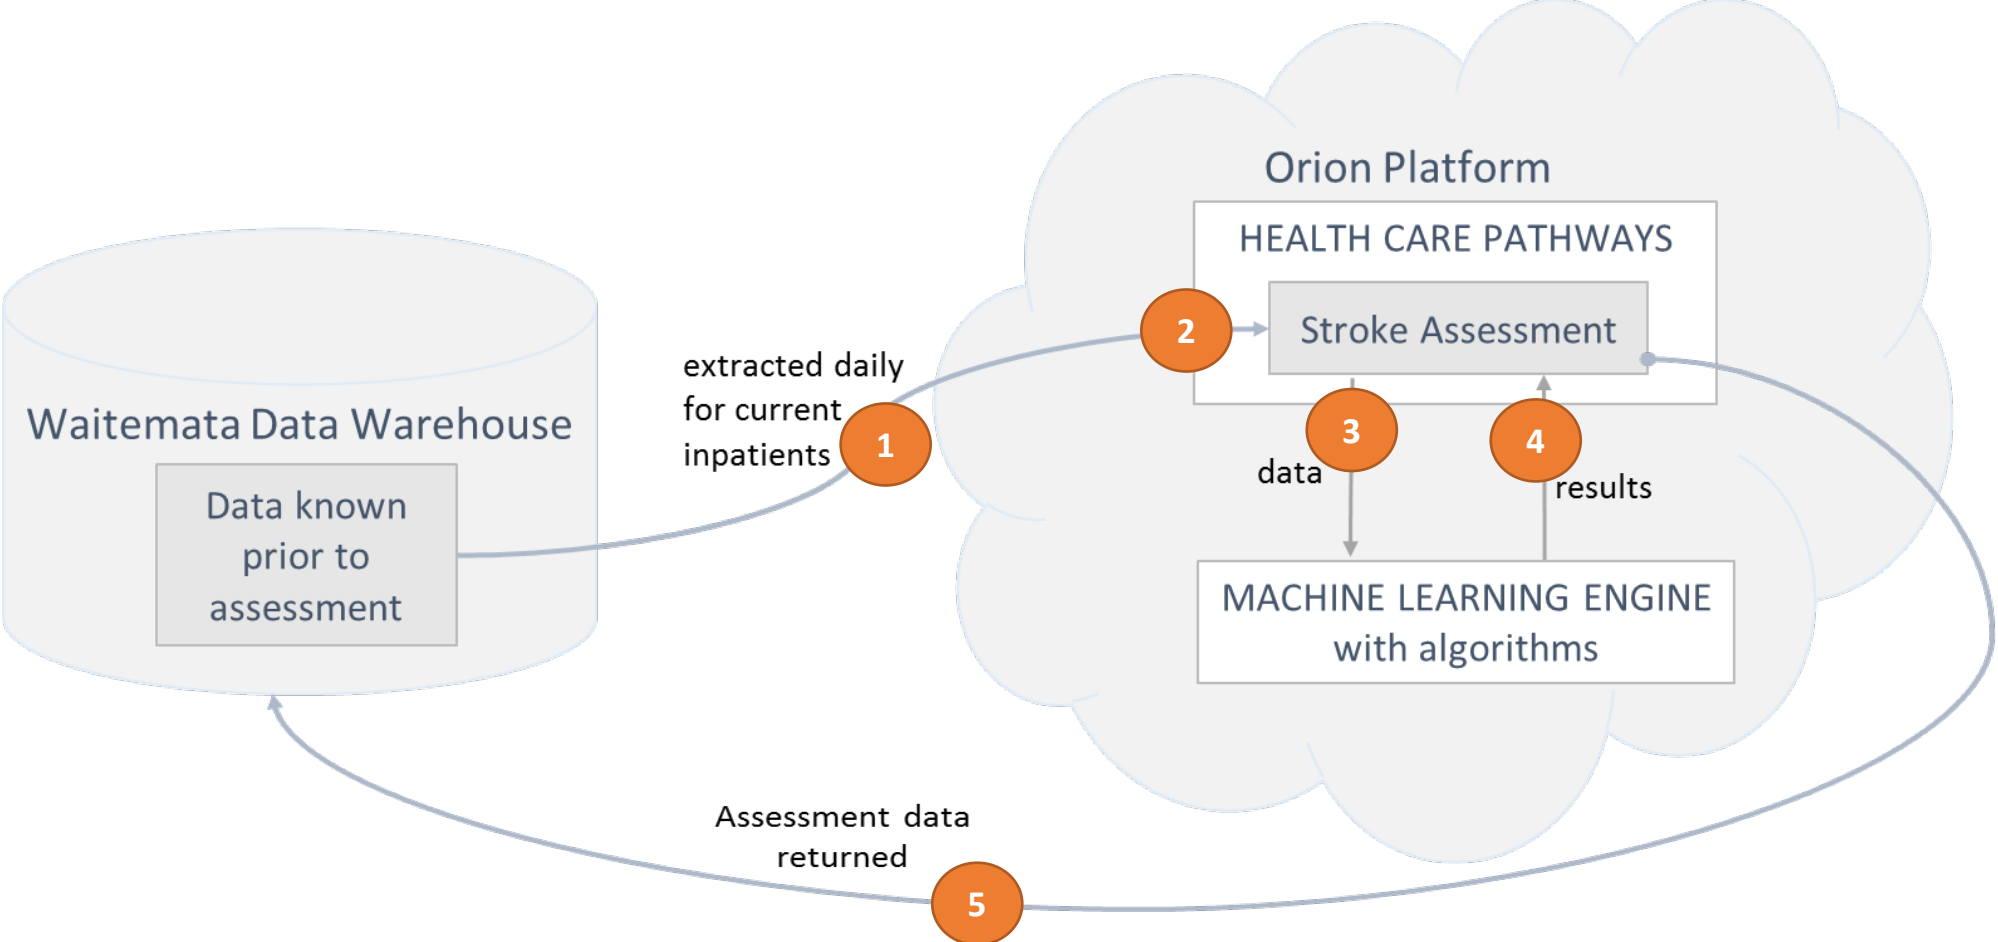 Orion Platform
HEALTH CARE PATHWAYS
2
Stroke Assessment
extracted daily
for current
inpatients
1
3
4
data
results
Waitemata Data Warehouse
Data known
prior to
assessment
MACHINE LEARNING ENGINE
with algorithms
Assessment data
returned
5